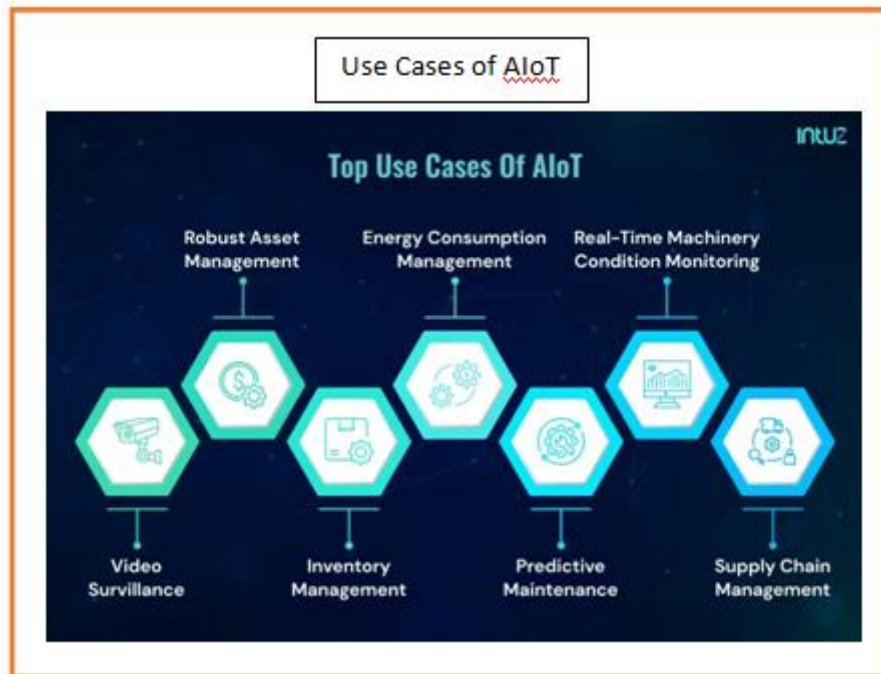 Use Cases of AIoT
INTUZ
Top Use Cases Of AIoT
Robust Asset
Management
Energy Consumption
Management
Real-Time Machinery
Condition Monitoring
Video
Survillance
Inventory
Management
Predictive
Maintenance
Supply Chain
Management